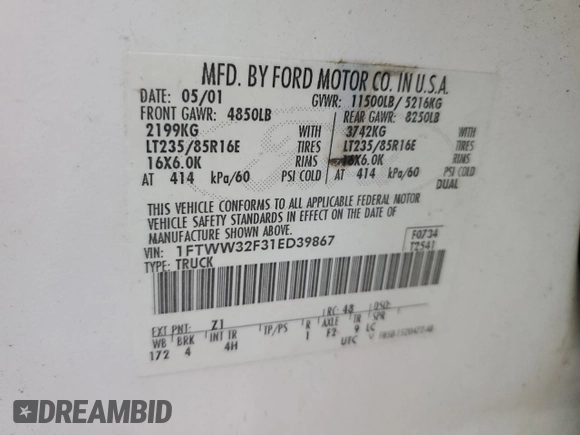 MFD. BY FORD MOTOR CO. IN U.S.A.
DATE: 05/01 GVWR: 11500LB/ 5216KG
FRONT GAWR: 4850LB REAR GAWR: 8250LB
2199KG WITH 3742KG WITH
LT235/85R16E TIRES LT235/85R16E TIRES
16X6.0K RIMS 16X6.0K RIMS
AT 414 kPa/60 PSI COLD AT 414 kPa/60 PSI COLD
DUAL
THIS VEHICLE CONFORMS TO ALL APPLICABLE FEDERAL MOTOR
VEHICLE SAFETY STANDARDS IN EFFECT ON THE DATE OF
MANUFACTURE SHOWN ABOVE.
VIN: 1FTWW32F31ED39867 F0734
TYPE: TRUCK T2541
EXT PNT: Z1 RC: 48 DSO:
WB BRK INT TR TP/PS R AXLE TR SPR
172 4 4H 1 F2 9 LC
UTC
DREAMBID